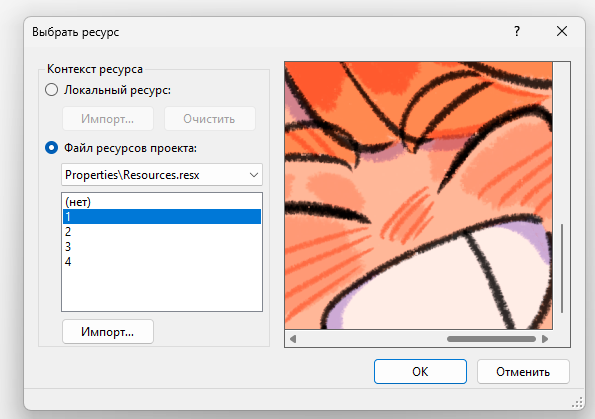 Выбрать ресурс
?
Контекст ресурса
Локальный ресурс:
Импорт...
Очистить
Файл ресурсов проекта:
Properties\Resources.resx
(нет)
1
2
3
4
Импорт...
ОК
Отменить